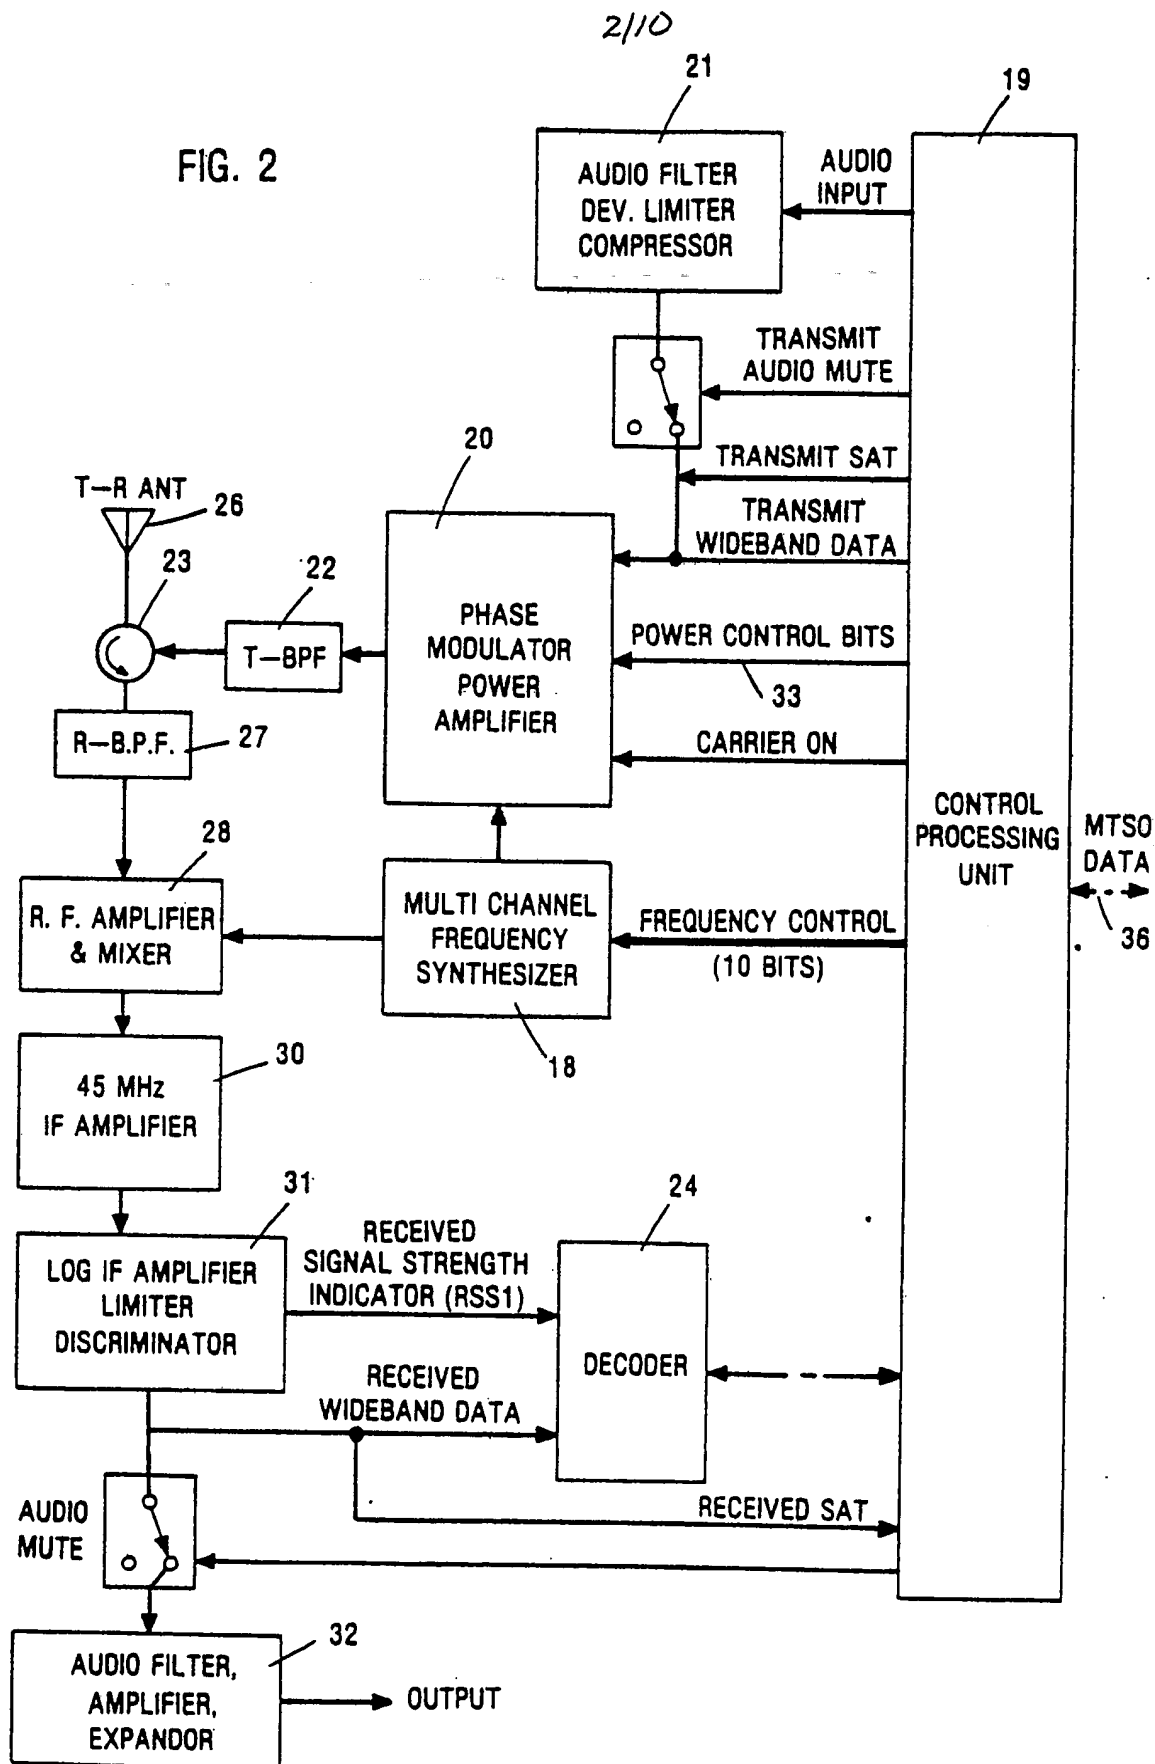 2/10
FIG. 2
21
19
AUDIO FILTER
DEV. LIMITER
COMPRESSOR
AUDIO
INPUT
TRANSMIT
AUDIO MUTE
TRANSMIT SAT
TRANSMIT
WIDEBAND DATA
20
T-R ANT
26
23
22
T-BPF
PHASE
MODULATOR
POWER
AMPLIFIER
POWER CONTROL BITS
33
CARRIER ON
R-B.P.F.
27
CONTROL
PROCESSING
UNIT
MTSO
DATA
36
28
R. F. AMPLIFIER
& MIXER
MULTI CHANNEL
FREQUENCY
SYNTHESIZER
FREQUENCY CONTROL
(10 BITS)
18
30
45 MHz
IF AMPLIFIER
31
LOG IF AMPLIFIER
LIMITER
DISCRIMINATOR
RECEIVED
SIGNAL STRENGTH
INDICATOR (RSS1)
24
DECODER
RECEIVED
WIDEBAND DATA
RECEIVED SAT
AUDIO
MUTE
32
AUDIO FILTER,
AMPLIFIER,
EXPANDOR
OUTPUT